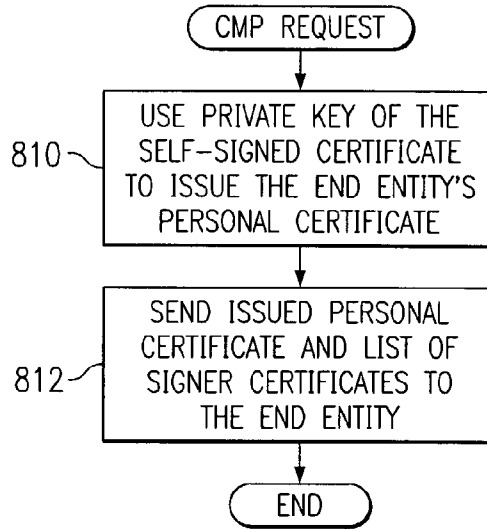 CMP REQUEST
810
USE PRIVATE KEY OF THE
SELF-SIGNED CERTIFICATE
TO ISSUE THE END ENTITY'S
PERSONAL CERTIFICATE
812
SEND ISSUED PERSONAL
CERTIFICATE AND LIST OF
SIGNER CERTIFICATES TO
THE END ENTITY
END